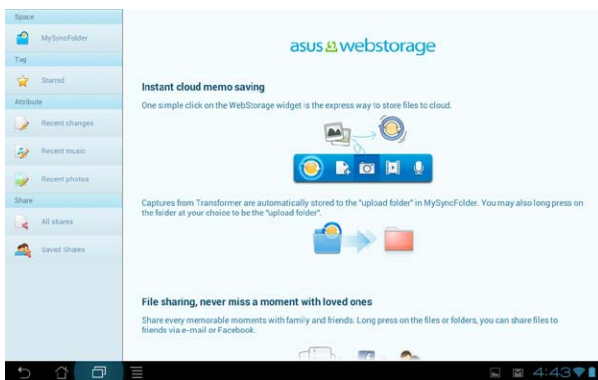 Space
MySyncFolder
Tag
Starred
Attribute
Recent changes
Recent music
Recent photos
Share
All shares
Saved Shares
asus webstorage
Instant cloud memo saving
One simple click on the WebStorage widget is the express way to store files to cloud.
Captures from Transformer are automatically stored to the "upload folder" in MySyncFolder. You may also long press on
the folder at your choice to be the "upload folder".
File sharing, never miss a moment with loved ones
Share every memorable moments with family and friends. Long press on the files or folders, you can share files to
friends via e-mail or Facebook.
4:43